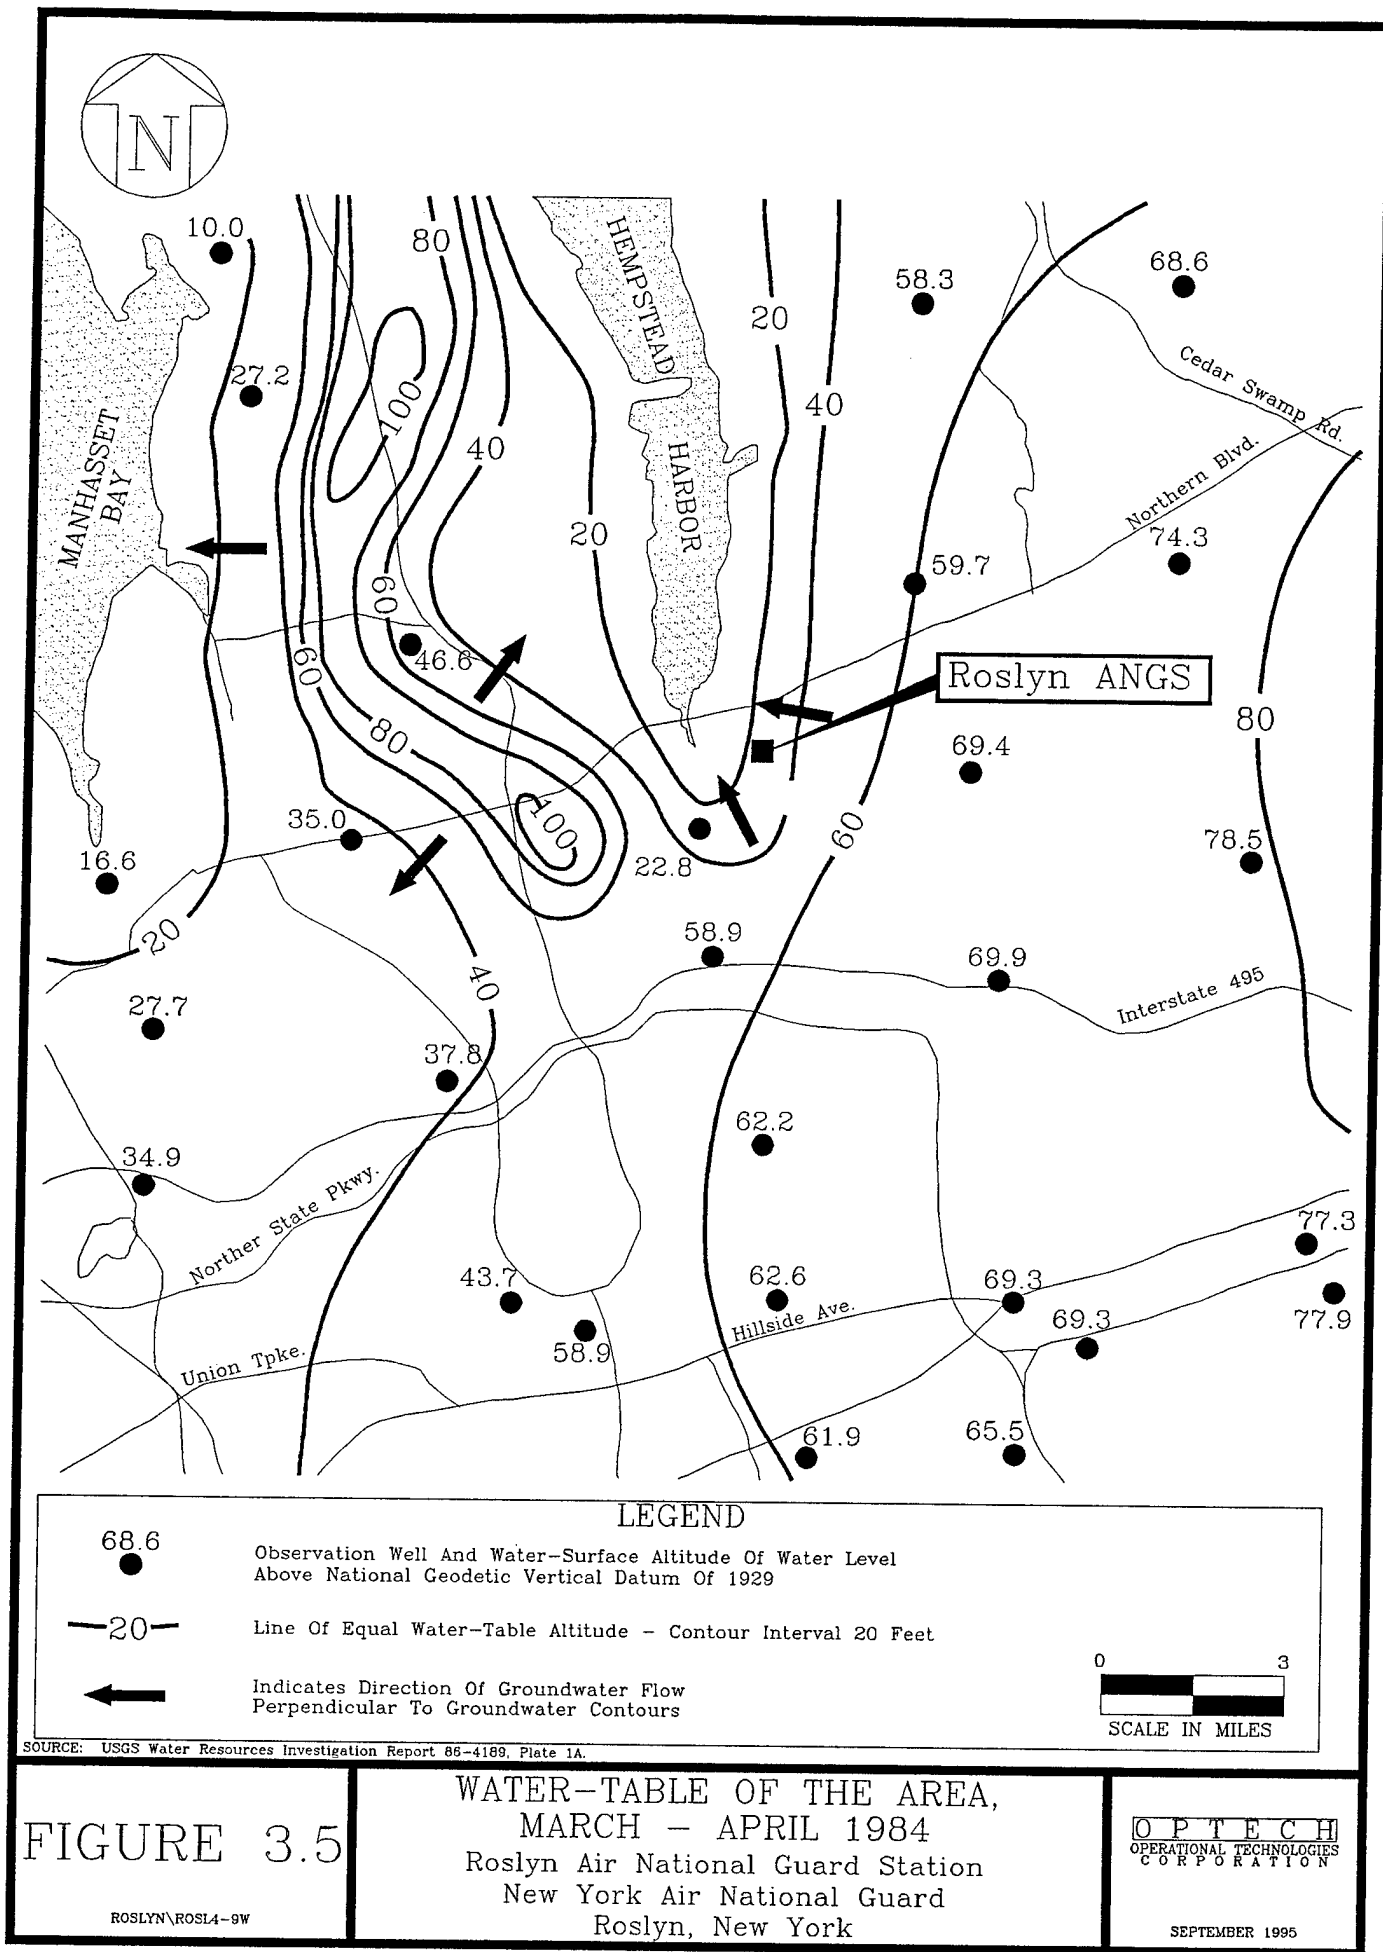 N
10.0
80
HEMPSTEAD
HARBOR
58.3
68.6
20
27.2
100
40
Cedar Swamp Rd.
MANHASSET
BAY
40
Northern Blvd.
20
74.3
59.7
60
46.6
60
Roslyn ANGS
80
80
69.4
35.0
100
60
16.6
22.8
78.5
20
58.9
40
69.9
Interstate 495
27.7
37.8
62.2
34.9
Norther State Pkwy.
77.3
43.7
62.6
69.3
Hillside Ave.
69.3
77.9
58.9
Union Tpke.
61.9
65.5
LEGEND
68.6
Observation Well And Water-Surface Altitude Of Water Level
Above National Geodetic Vertical Datum Of 1929
20
Line Of Equal Water-Table Altitude - Contour Interval 20 Feet
Indicates Direction Of Groundwater Flow
Perpendicular To Groundwater Contours
0 3
SCALE IN MILES
SOURCE: USGS Water Resources Investigation Report 86-4189, Plate 1A.
FIGURE 3.5
ROSLYN\ROSL4-9W
WATER-TABLE OF THE AREA,
MARCH - APRIL 1984
Roslyn Air National Guard Station
New York Air National Guard
Roslyn, New York
OPTECH
OPERATIONAL TECHNOLOGIES
CORPORATION
SEPTEMBER 1995